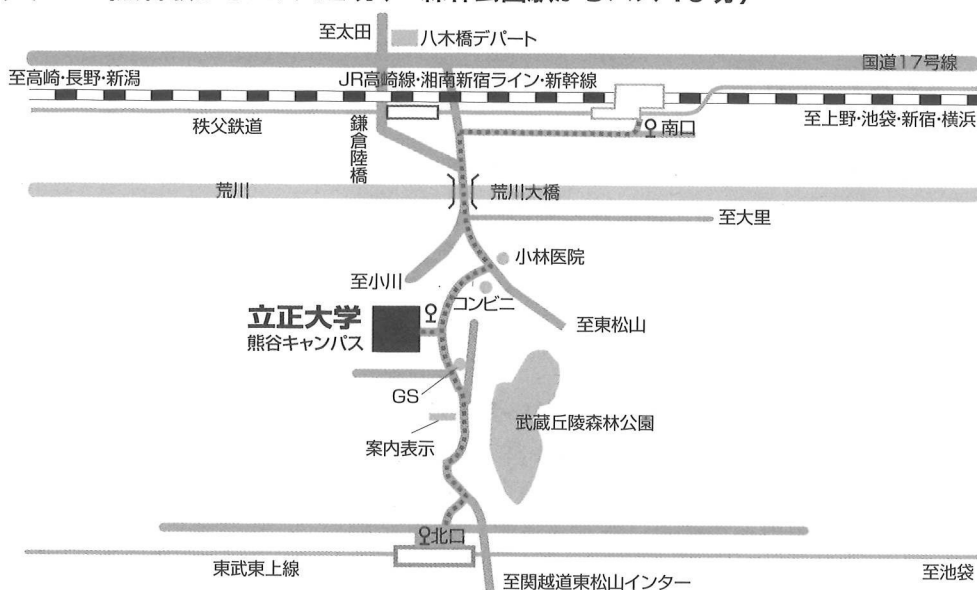 至太田
八木橋デパート
国道17号線
至高崎・長野・新潟
JR高崎線・湘南新宿ライン・新幹線
秩父鉄道
鎌倉陸橋
南口
至上野・池袋・新宿・横浜
荒川
荒川大橋
至大里
小林医院
至小川
コンビニ
立正大学
熊谷キャンパス
至東松山
GS
武蔵丘陵森林公園
案内表示
北口
東武東上線
至池袋
至関越道東松山インター